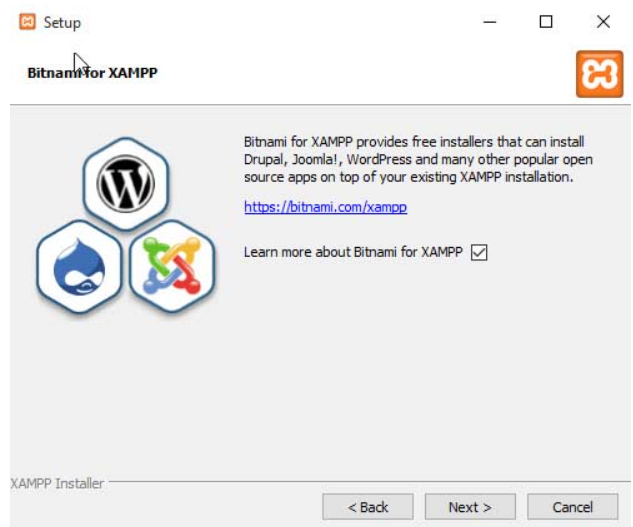 Setup
Bitnami for XAMPP
Bitnami for XAMPP provides free installers that can install
Drupal, Joomla!, WordPress and many other popular open
source apps on top of your existing XAMPP installation.
https://bitnami.com/xampp
Learn more about Bitnami for XAMPP
XAMPP Installer
< Back Next > Cancel